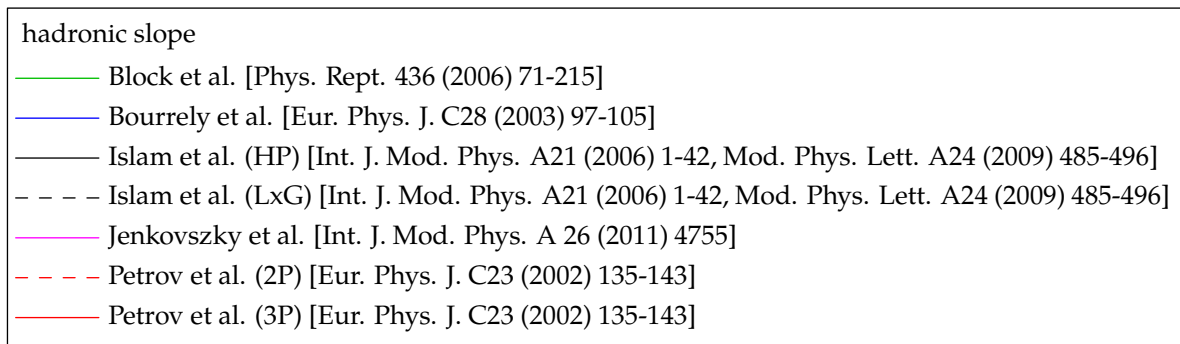 hadronic slope
Block et al. [Phys. Rept. 436 (2006) 71-215]
Bourrely et al. [Eur. Phys. J. C28 (2003) 97-105]
Islam et al. (HP) [Int. J. Mod. Phys. A21 (2006) 1-42, Mod. Phys. Lett. A24 (2009) 485-496]
Islam et al. (LxG) [Int. J. Mod. Phys. A21 (2006) 1-42, Mod. Phys. Lett. A24 (2009) 485-496]
Jenkovszky et al. [Int. J. Mod. Phys. A 26 (2011) 4755]
Petrov et al. (2P) [Eur. Phys. J. C23 (2002) 135-143]
Petrov et al. (3P) [Eur. Phys. J. C23 (2002) 135-143]